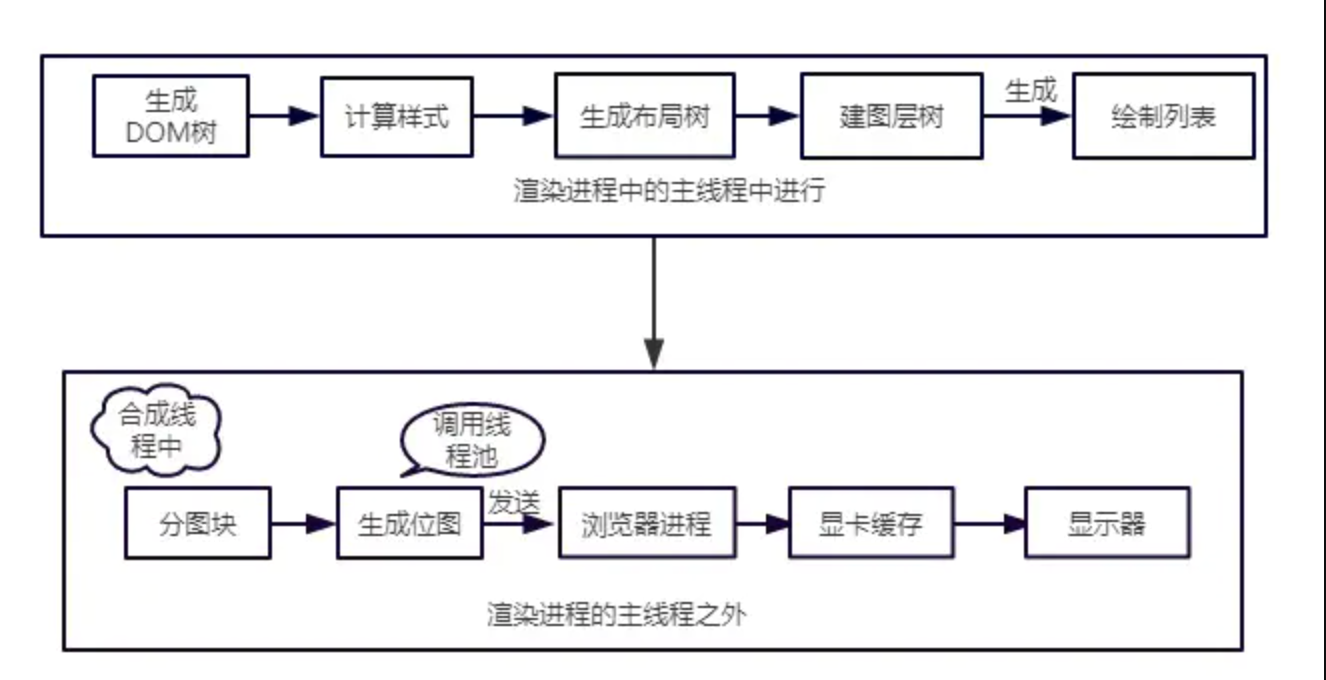 生成
DOM树
计算样式
生成布局树
建图层树
生成
绘制列表
渲染进程中的主线程中进行
合成线
程中
调用线
程池
分图块
生成位图
发送
浏览器进程
显卡缓存
显示器
渲染进程的主线程之外